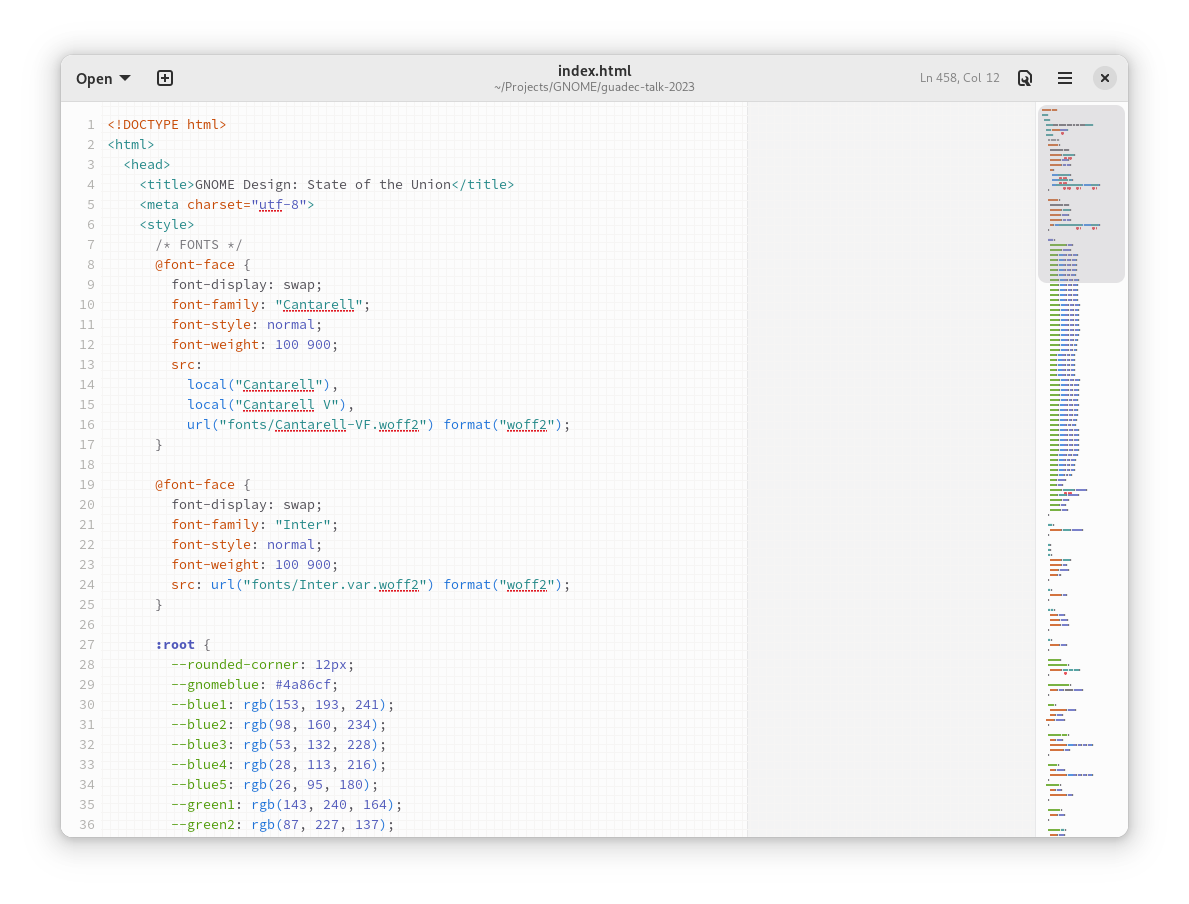 Open
index.html
~/Projects/GNOME/guadec-talk-2023
Ln 458, Col 12
1 <!DOCTYPE html>
2 <html>
3   <head>
4     <title>GNOME Design: State of the Union</title>
5     <meta charset="utf-8">
6     <style>
7       /* FONTS */
8       @font-face {
9         font-display: swap;
10         font-family: "Cantarell";
11         font-style: normal;
12         font-weight: 100 900;
13         src:
14           local("Cantarell"),
15           local("Cantarell V"),
16           url("fonts/Cantarell-VF.woff2") format("woff2");
17       }
18
19       @font-face {
20         font-display: swap;
21         font-family: "Inter";
22         font-style: normal;
23         font-weight: 100 900;
24         src: url("fonts/Inter.var.woff2") format("woff2");
25       }
26
27       :root {
28         --rounded-corner: 12px;
29         --gnomeblue: #4a86cf;
30         --blue1: rgb(153, 193, 241);
31         --blue2: rgb(98, 160, 234);
32         --blue3: rgb(53, 132, 228);
33         --blue4: rgb(28, 113, 216);
34         --blue5: rgb(26, 95, 180);
35         --green1: rgb(143, 240, 164);
36         --green2: rgb(87, 227, 137);